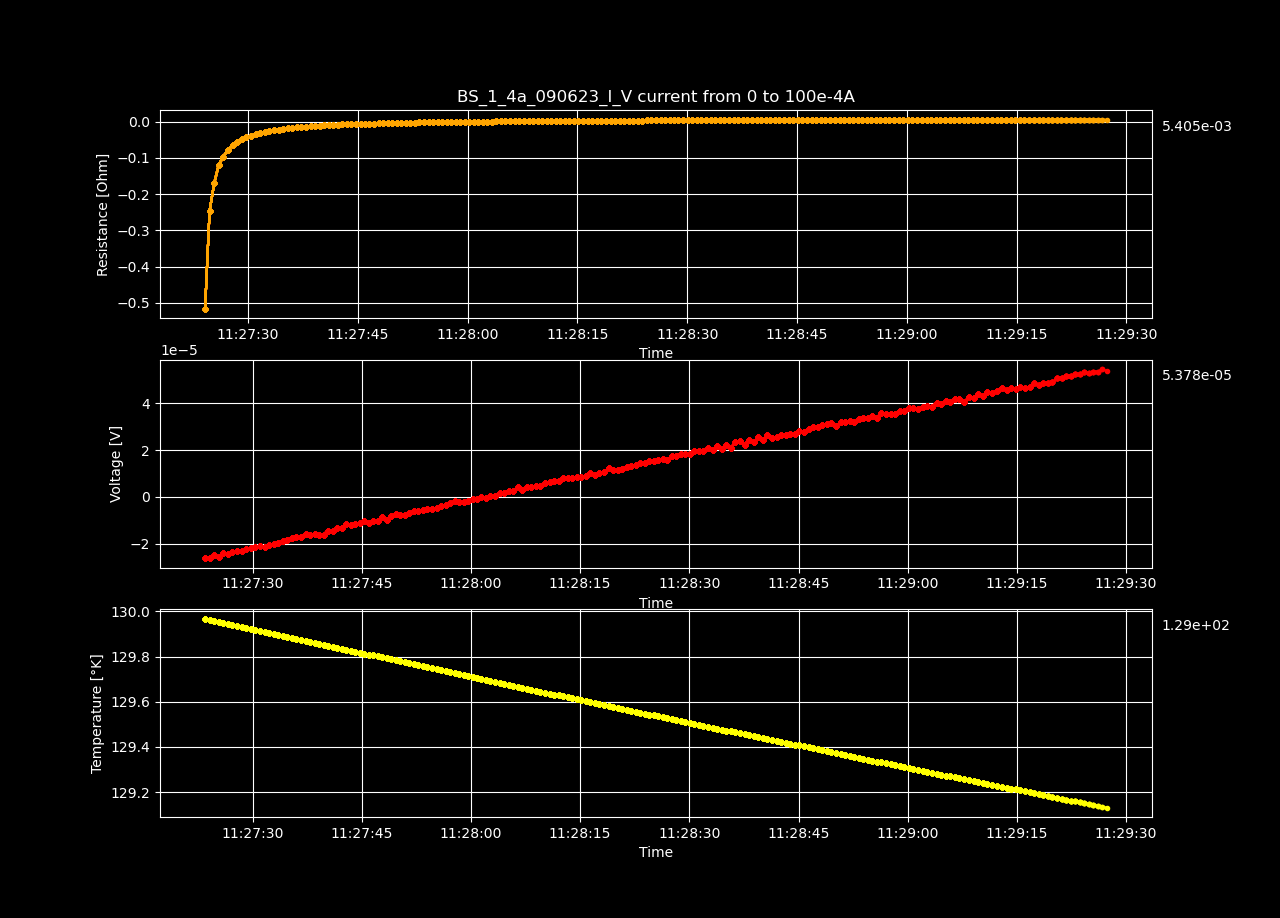 BS_1_4a_090623_I_V current from 0 to 100e-4A
0.0
−0.1
−0.2
−0.3
−0.4
−0.5
Resistance [Ohm]
5.405e-03
11:27:30 11:27:45 11:28:00 11:28:15 11:28:30 11:28:45 11:29:00 11:29:15 11:29:30
Time
1e−5
4
2
0
−2
Voltage [V]
5.378e-05
11:27:30 11:27:45 11:28:00 11:28:15 11:28:30 11:28:45 11:29:00 11:29:15 11:29:30
Time
130.0
129.8
129.6
129.4
129.2
Temperature [°K]
1.29e+02
11:27:30 11:27:45 11:28:00 11:28:15 11:28:30 11:28:45 11:29:00 11:29:15 11:29:30
Time